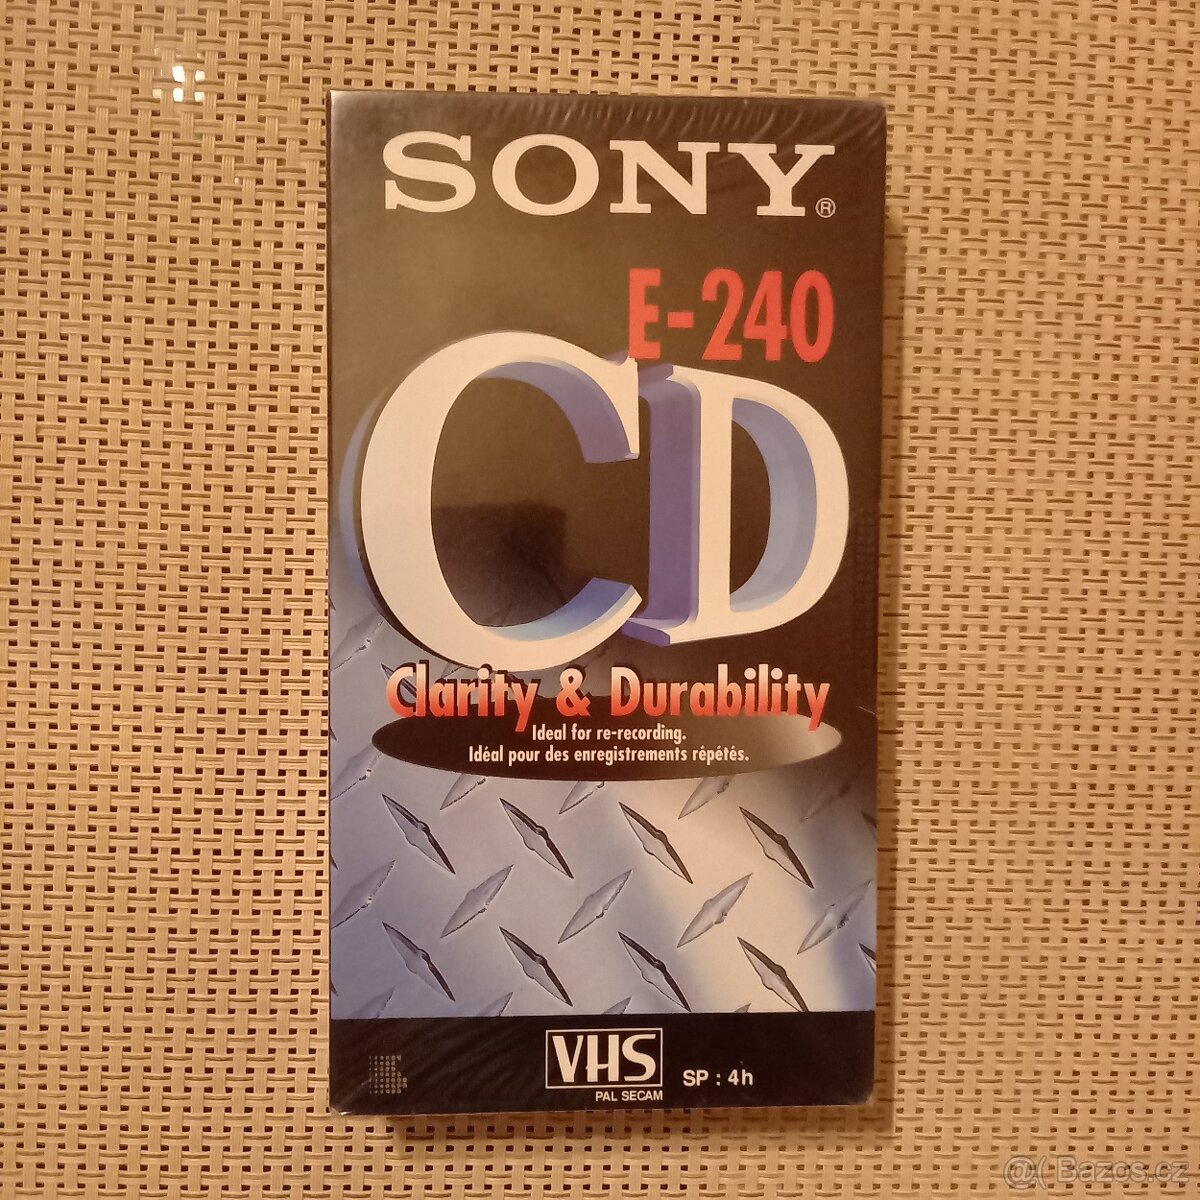 SONY®
E-240
CD
Clarity & Durability
Ideal for re-recording.
Idéal pour des enregistrements répétés.
VHS
PAL SECAM
SP : 4h
@( Bazos.cz